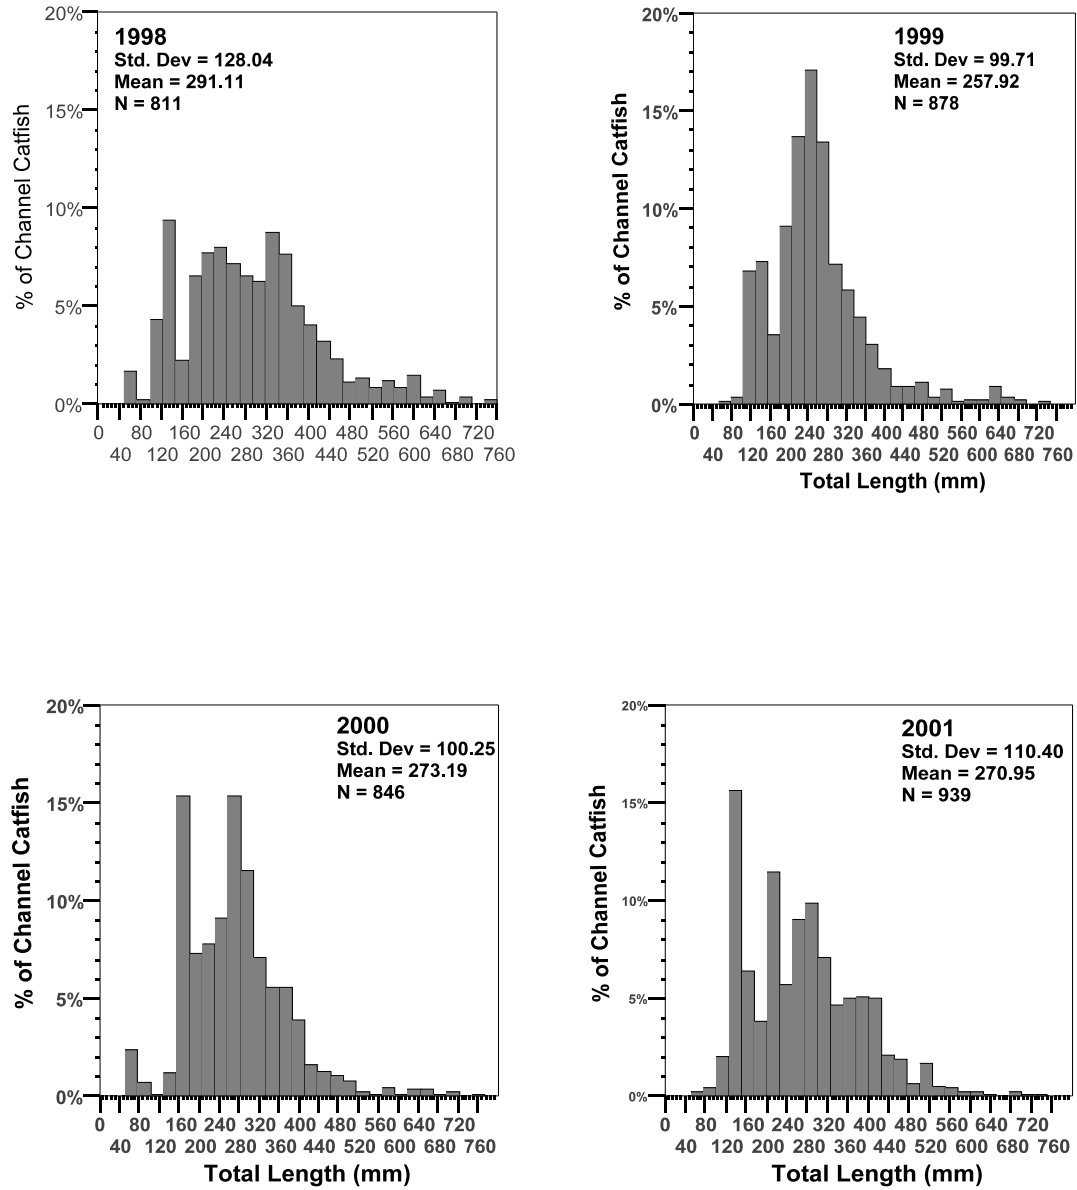 20%
15%
10%
5%
0%
% of Channel Catfish
1998
Std. Dev = 128.04
Mean = 291.11
N = 811
0 80 160 240 320 400 480 560 640 720
40 120 200 280 360 440 520 600 680 760
20%
15%
10%
5%
0%
% of Channel Catfish
1999
Std. Dev = 99.71
Mean = 257.92
N = 878
0 80 160 240 320 400 480 560 640 720
40 120 200 280 360 440 520 600 680 760
Total Length (mm)
20%
15%
10%
5%
0%
% of Channel Catfish
2000
Std. Dev = 100.25
Mean = 273.19
N = 846
0 80 160 240 320 400 480 560 640 720
40 120 200 280 360 440 520 600 680 760
Total Length (mm)
20%
15%
10%
5%
0%
% of Channel Catfish
2001
Std. Dev = 110.40
Mean = 270.95
N = 939
0 80 160 240 320 400 480 560 640 720
40 120 200 280 360 440 520 600 680 760
Total Length (mm)